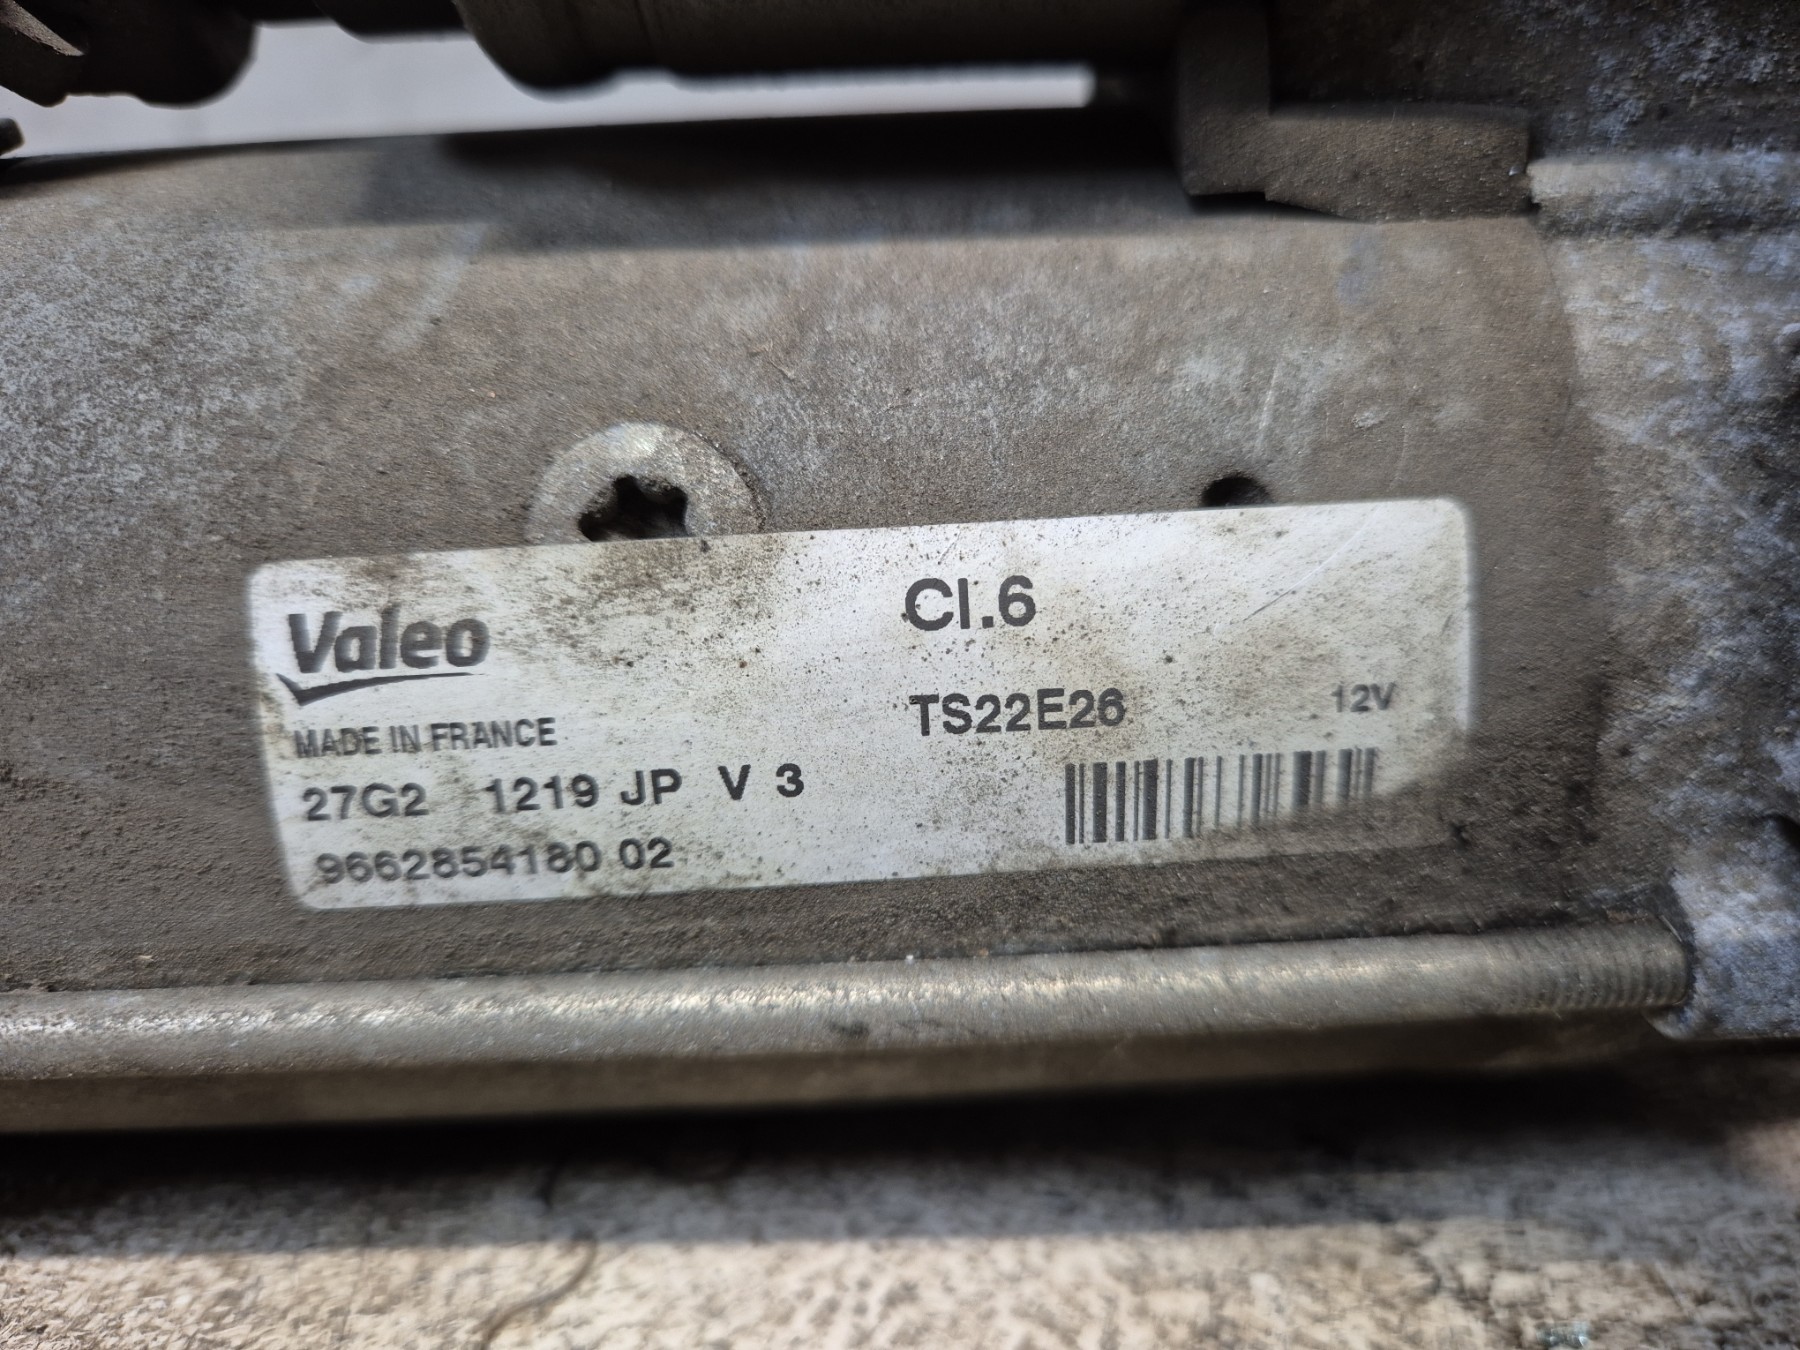 Valeo
MADE IN FRANCE
27G2 1219 JP V 3
9662854180 02
Cl.6
TS22E26
12V